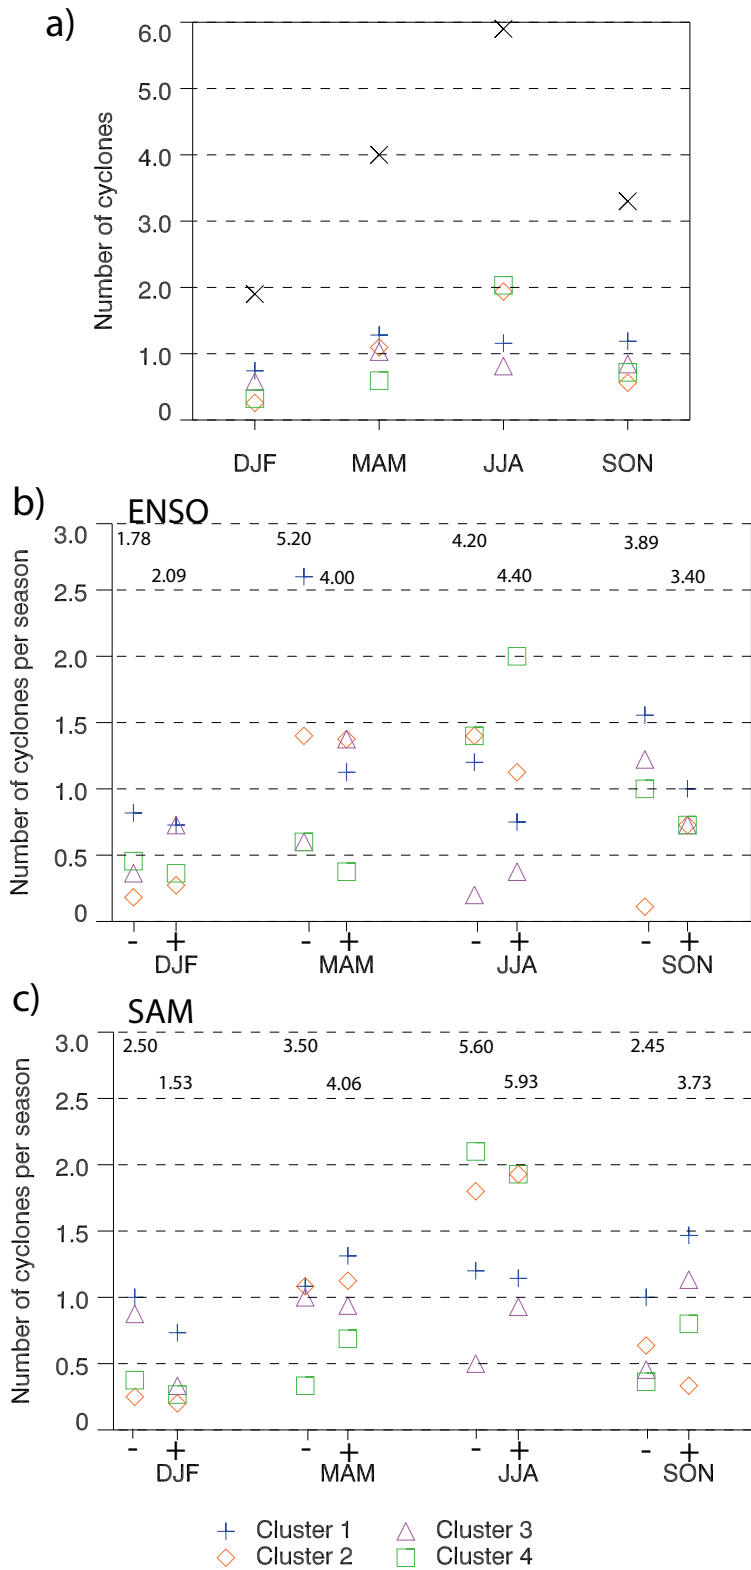 a)
6.0
5.0
4.0
3.0
2.0
1.0
0
Number of cyclones
DJF MAM JJA SON
b) ENSO
3.0
1.78 5.20 4.20 3.89
2.09 4.00 4.40 3.40
2.5
2.0
1.5
1.0
0.5
0
Number of cyclones per season
- + - + - + - +
DJF MAM JJA SON
c) SAM
3.0
2.50 3.50 5.60 2.45
1.53 4.06 5.93 3.73
2.5
2.0
1.5
1.0
0.5
0
Number of cyclones per season
- + - + - + - +
DJF MAM JJA SON
Cluster 1 Cluster 3
Cluster 2 Cluster 4